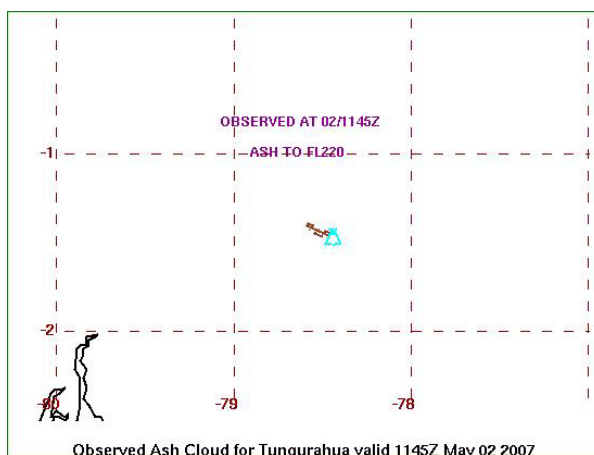 OBSERVED AT 02/1145Z
-1
ASH TO FL220
-2
-80 -79 -78
Observed Ash Cloud for Tungurahua valid 1145Z May 02 2007